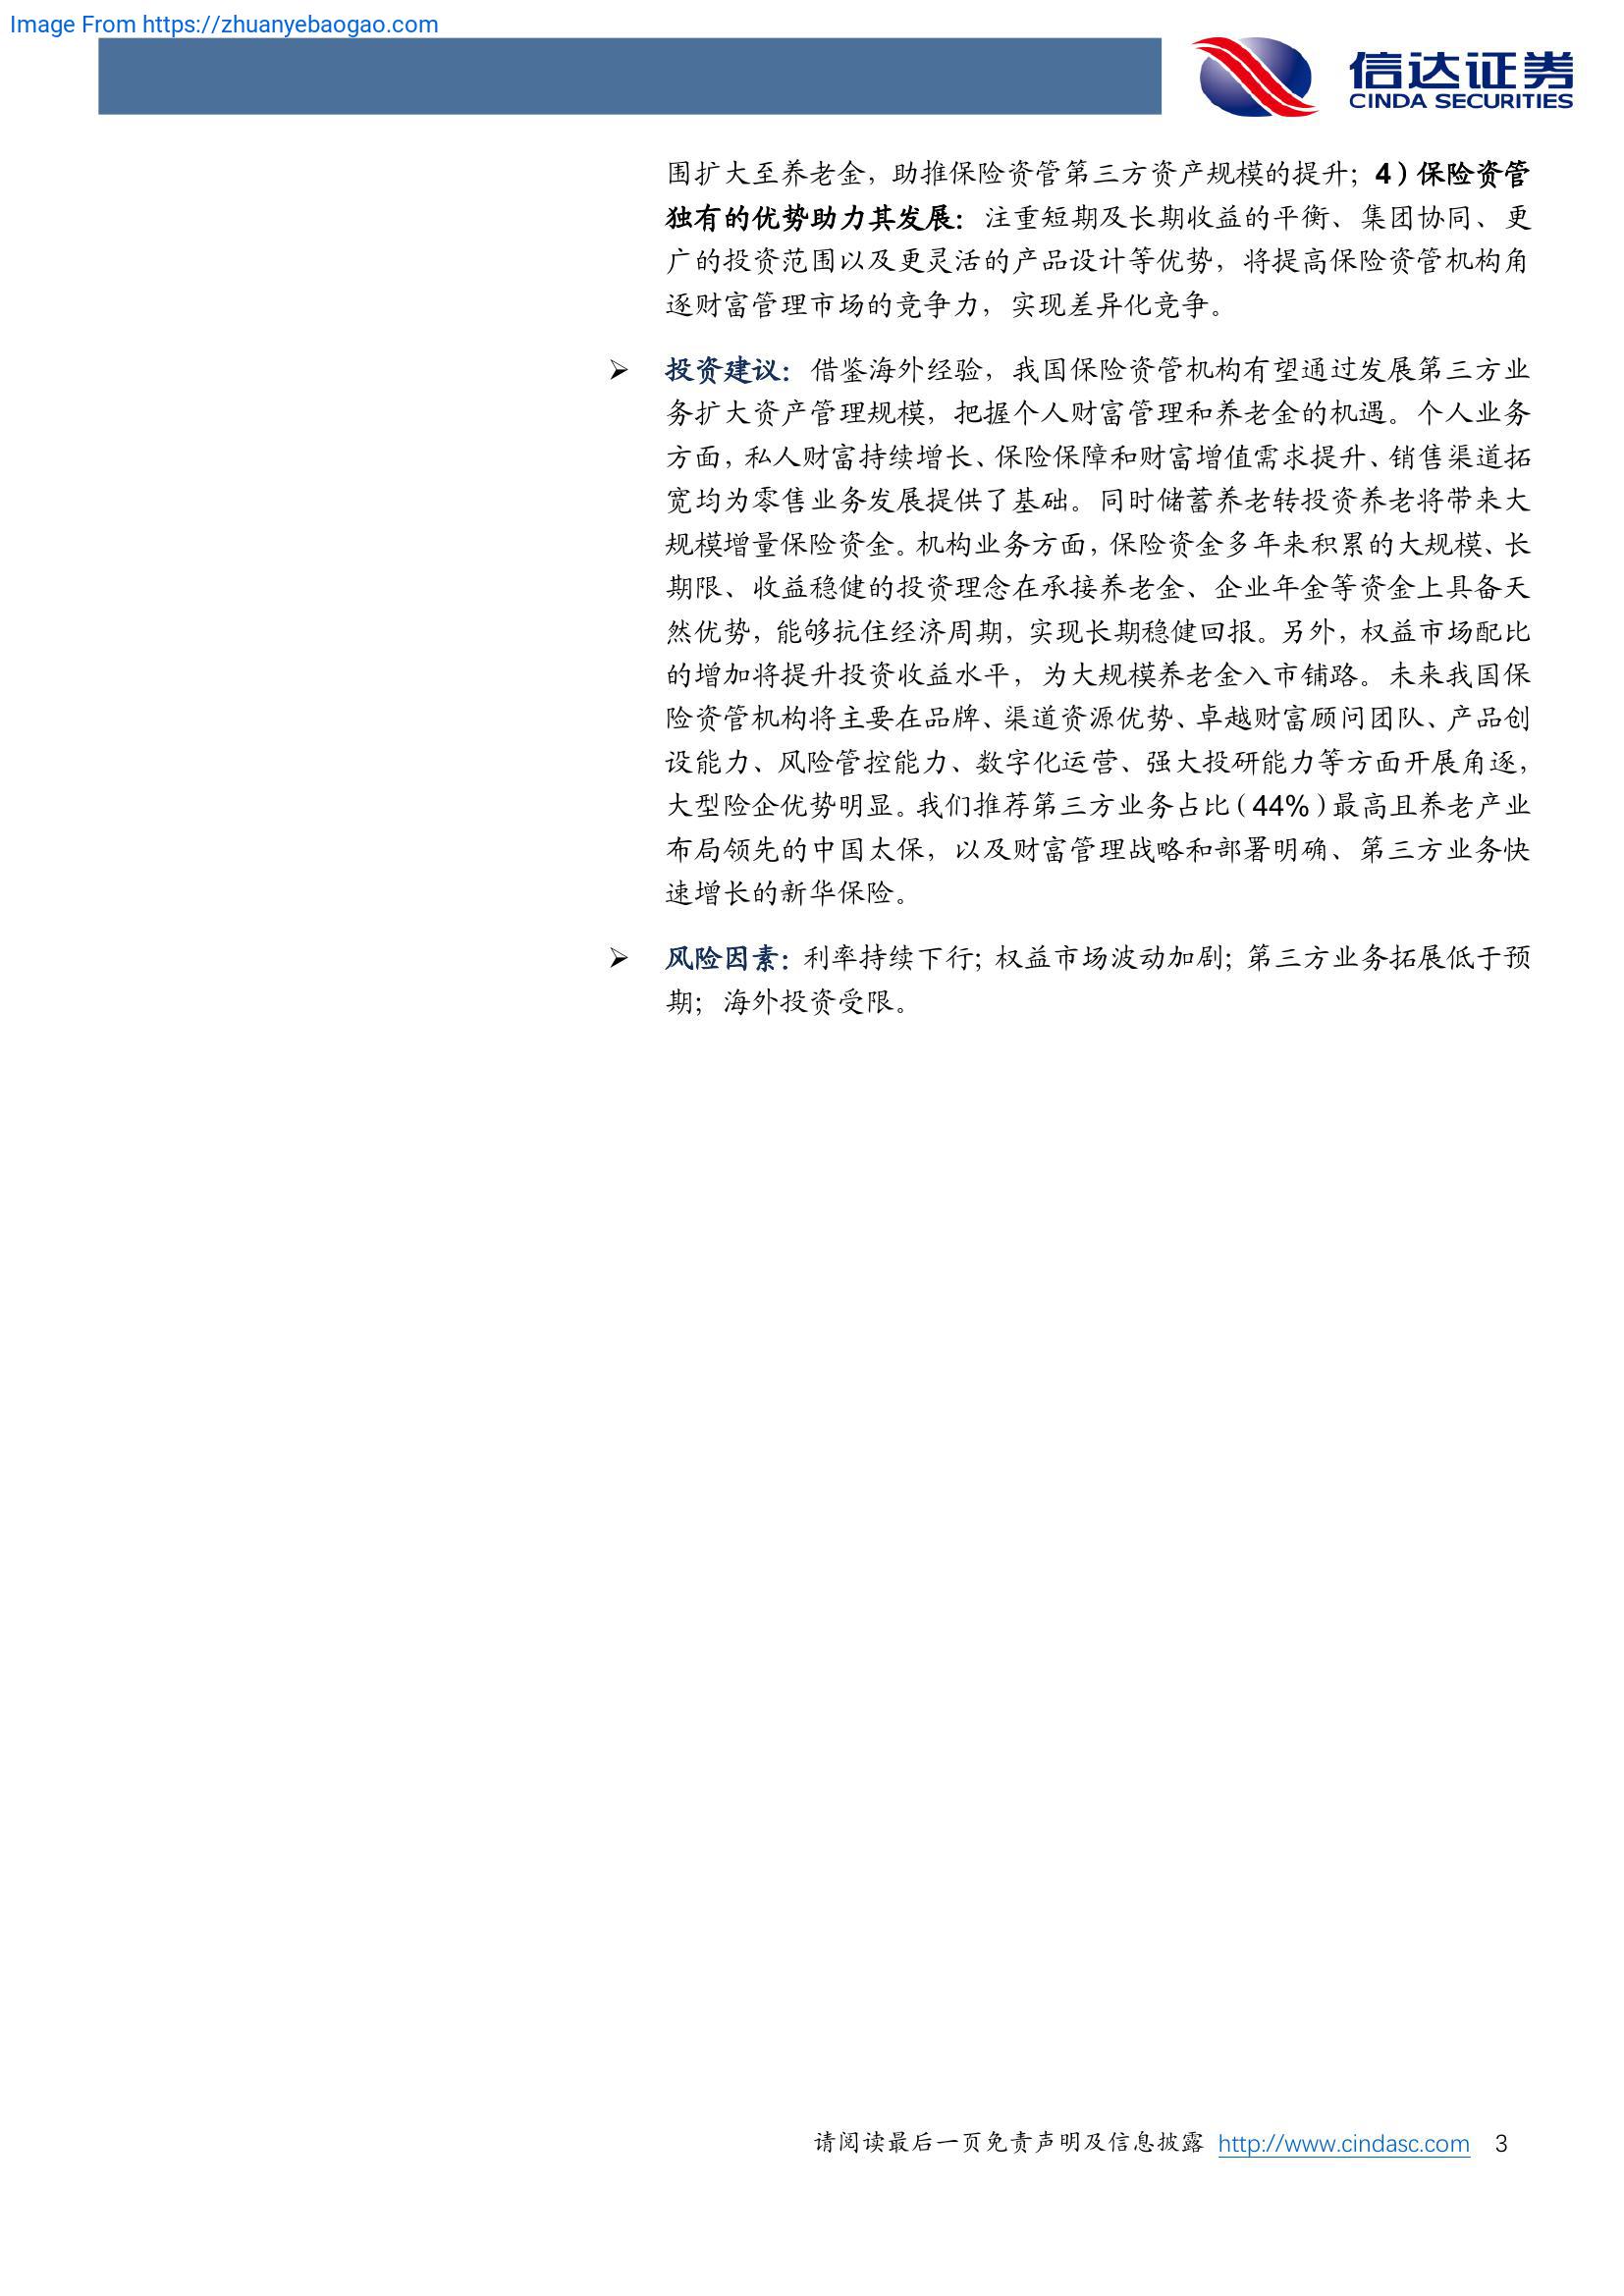 Image From https://zhuanyebaogao.com
信达证券
CINDA SECURITIES
围扩大至养老金，助推保险资管第三方资产规模的提升；4）保险资管
独有的优势助力其发展：注重短期及长期收益的平衡、集团协同、更
广的投资范围以及更灵活的产品设计等优势，将提高保险资管机构角
逐财富管理市场的竞争力，实现差异化竞争。
➢ 投资建议：借鉴海外经验，我国保险资管机构有望通过发展第三方业
务扩大资产管理规模，把握个人财富管理和养老金的机遇。个人业务
方面，私人财富持续增长、保险保障和财富增值需求提升、销售渠道拓
宽均为零售业务发展提供了基础。同时储蓄养老转投资养老将带来大
规模增量保险资金。机构业务方面，保险资金多年来积累的大规模、长
期限、收益稳健的投资理念在承接养老金、企业年金等资金上具备天
然优势，能够抗住经济周期，实现长期稳健回报。另外，权益市场配比
的增加将提升投资收益水平，为大规模养老金入市铺路。未来我国保
险资管机构将主要在品牌、渠道资源优势、卓越财富顾问团队、产品创
设能力、风险管控能力、数字化运营、强大投研能力等方面开展角逐，
大型险企优势明显。我们推荐第三方业务占比（44%）最高且养老产业
布局领先的中国太保，以及财富管理战略和部署明确、第三方业务快
速增长的新华保险。
➢ 风险因素：利率持续下行；权益市场波动加剧；第三方业务拓展低于预
期；海外投资受限。
请阅读最后一页免责声明及信息披露 http://www.cindasc.com 3